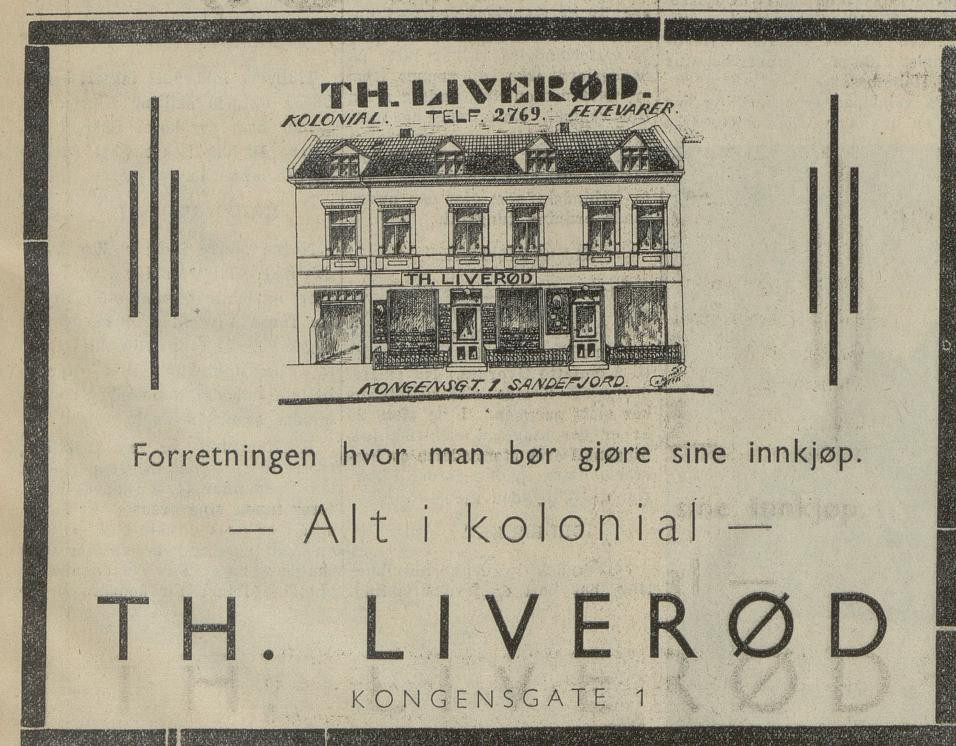 TH. LIVERØD.
KOLONIAL. TELF. 2769. FETEVARER.
TH. LIVERØD
KONGENSGT. 1. SANDEFJORD.
Forretningen hvor man bør gjøre sine innkjøp.
— Alt i kolonial —
TH. LIVERØD
KONGENSGATE 1